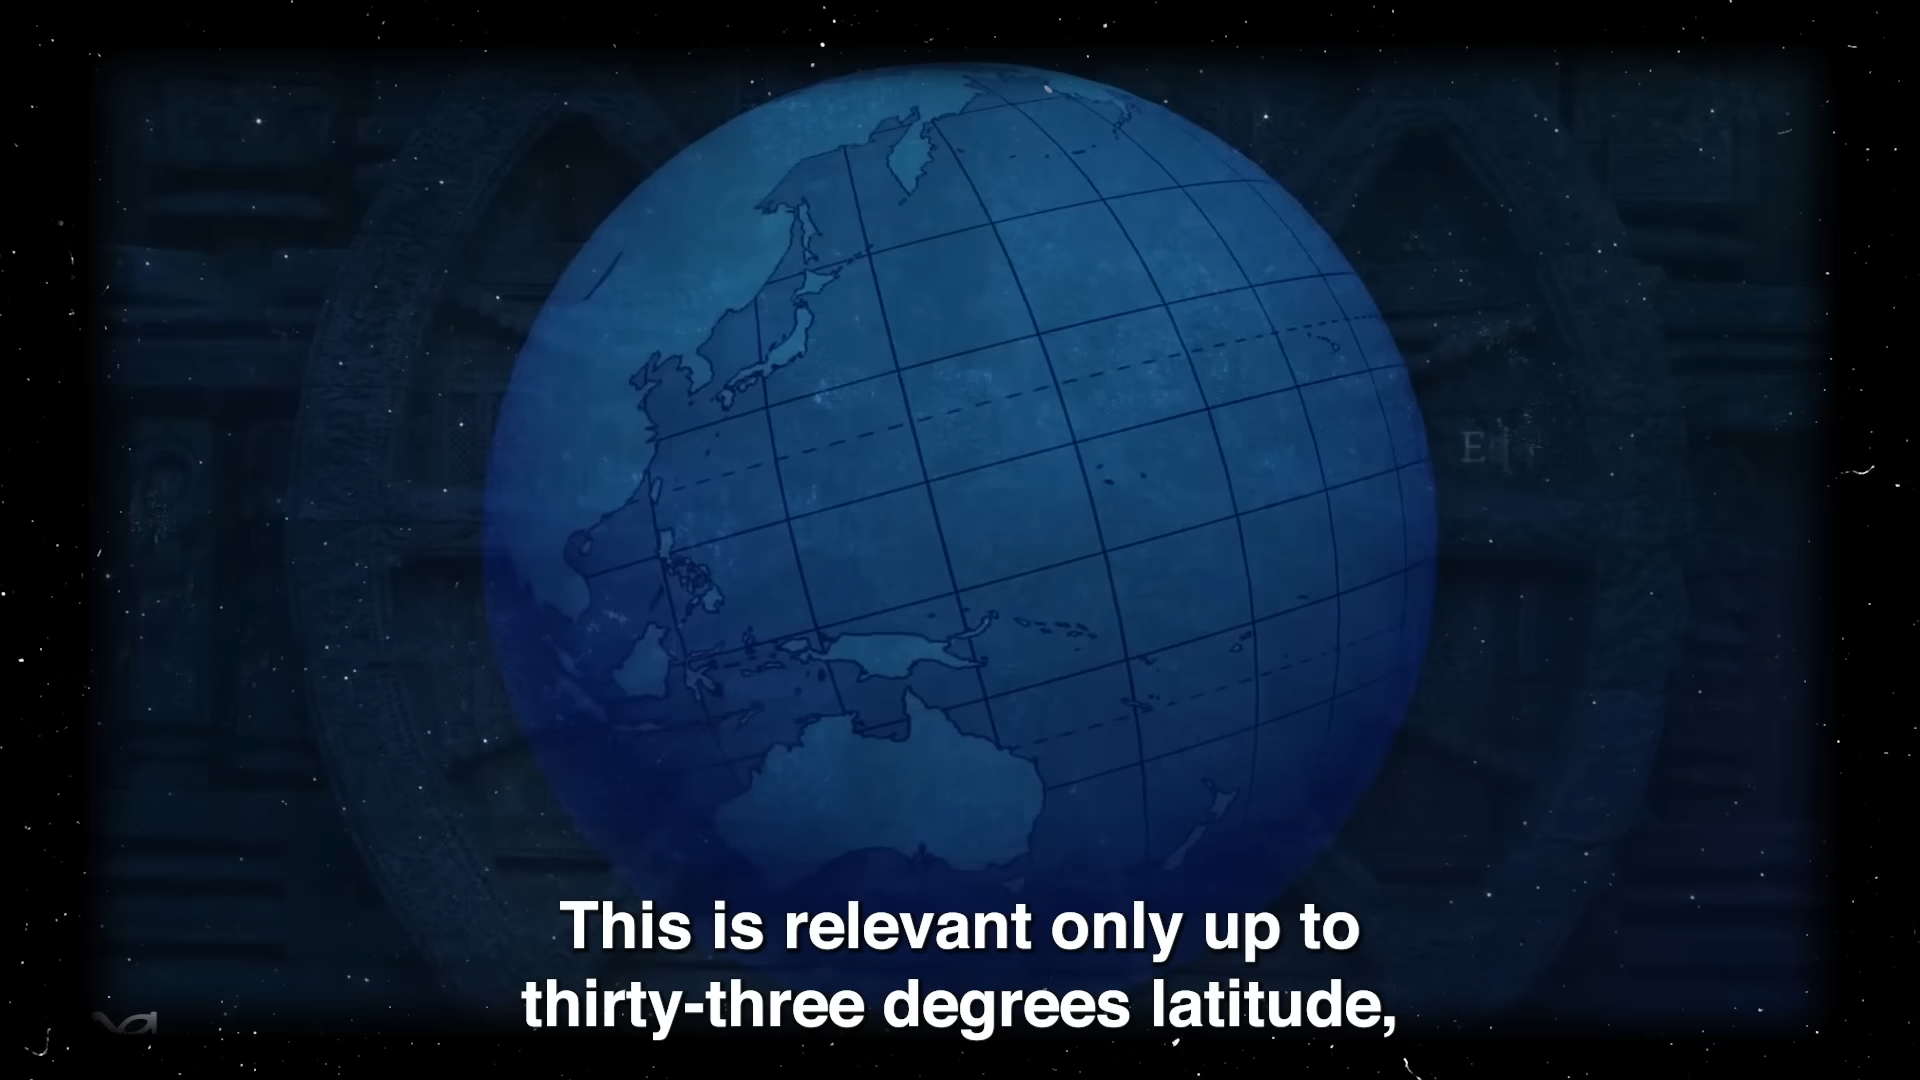 This is relevant only up to
thirty-three degrees latitude,